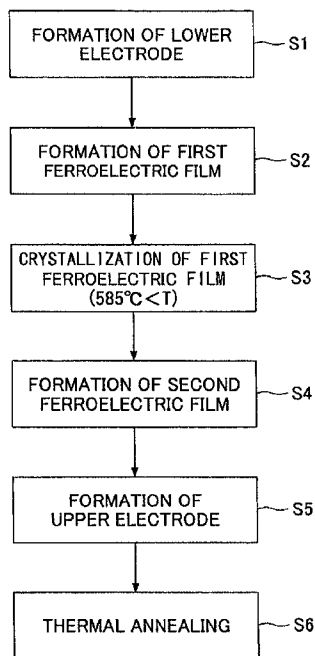 FORMATION OF LOWER
ELECTRODE
S1
FORMATION OF FIRST
FERROELECTRIC FILM
S2
CRYSTALLIZATION OF FIRST
FERROELECTRIC FILM
(585℃<T)
S3
FORMATION OF SECOND
FERROELECTRIC FILM
S4
FORMATION OF
UPPER ELECTRODE
S5
THERMAL ANNEALING
S6